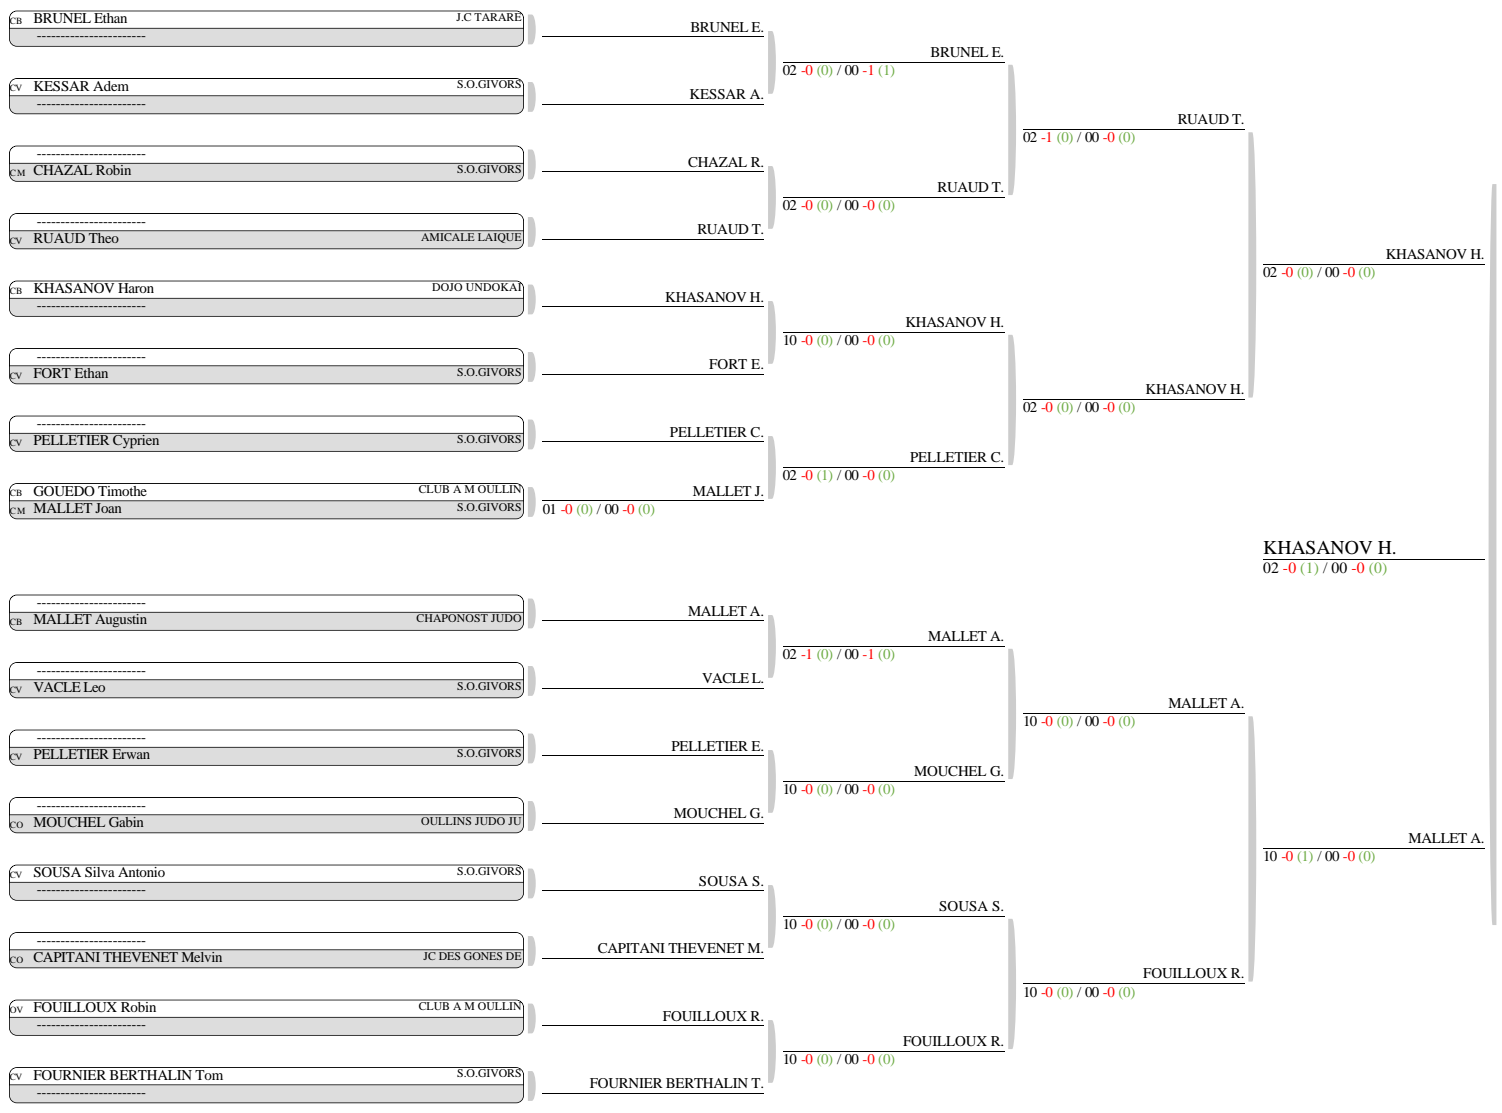 CB BRUNEL Ethan J.C TARARE
-----------------------
CV KESSAR Adem S.O.GIVORS
-----------------------
-----------------------
CM CHAZAL Robin S.O.GIVORS
-----------------------
CV RUAUD Theo AMICALE LAIQUE
CB KHASANOV Haron DOJO UNDOKAI
-----------------------
-----------------------
CV FORT Ethan S.O.GIVORS
-----------------------
CV PELLETIER Cyprien S.O.GIVORS
CB GOUEDO Timothe CLUB A M OULLIN
CM MALLET Joan S.O.GIVORS
-----------------------
CB MALLET Augustin CHAPONOST JUDO
-----------------------
CV VACLE Leo S.O.GIVORS
-----------------------
CV PELLETIER Erwan S.O.GIVORS
-----------------------
CO MOUCHEL Gabin OULLINS JUDO JU
CV SOUSA Silva Antonio S.O.GIVORS
-----------------------
-----------------------
CO CAPITANI THEVENET Melvin JC DES GONES DE
OV FOUILLOUX Robin CLUB A M OULLIN
-----------------------
CV FOURNIER BERTHALIN Tom S.O.GIVORS
-----------------------
BRUNEL E.
KESSAR A.
CHAZAL R.
RUAUD T.
KHASANOV H.
FORT E.
PELLETIER C.
MALLET J.
01 -0 (0) / 00 -0 (0)
MALLET A.
VACLE L.
PELLETIER E.
MOUCHEL G.
SOUSA S.
CAPITANI THEVENET M.
FOUILLOUX R.
FOURNIER BERTHALIN T.
BRUNEL E.
02 -0 (0) / 00 -1 (1)
RUAUD T.
02 -0 (0) / 00 -0 (0)
KHASANOV H.
10 -0 (0) / 00 -0 (0)
PELLETIER C.
02 -0 (1) / 00 -0 (0)
MALLET A.
02 -1 (0) / 00 -1 (0)
MOUCHEL G.
10 -0 (0) / 00 -0 (0)
SOUSA S.
10 -0 (0) / 00 -0 (0)
FOUILLOUX R.
10 -0 (0) / 00 -0 (0)
RUAUD T.
02 -1 (0) / 00 -0 (0)
KHASANOV H.
02 -0 (0) / 00 -0 (0)
MALLET A.
10 -0 (0) / 00 -0 (0)
FOUILLOUX R.
10 -0 (0) / 00 -0 (0)
KHASANOV H.
02 -0 (0) / 00 -0 (0)
KHASANOV H.
02 -0 (1) / 00 -0 (0)
MALLET A.
10 -0 (1) / 00 -0 (0)